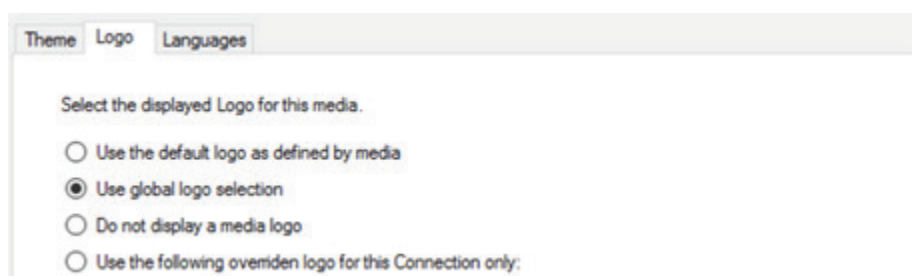 Theme Logo Languages
Select the displayed Logo for this media.
Use the default logo as defined by media
Use global logo selection
Do not display a media logo
Use the following overriden logo for this Connection only: